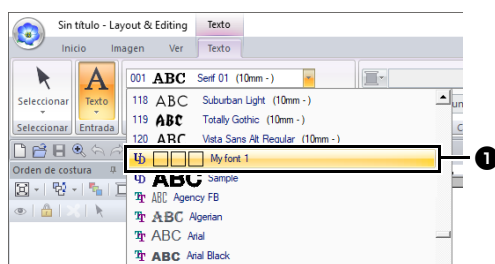 Sin título - Layout & Editing Texto
Inicio Imagen Ver Texto
001 ABC Serif 01 (10mm - )
Seleccionar Texto
Seleccionar Entrada
118 ABC Suburban Light (10mm - )
119 ABC Totally Gothic (10mm - )
120 ABC Vista Sans Alt Regular (10mm - )
My font 1
1
Orden de costura
ABC Sample
ABC Agency FB
ABC Algerian
ABC Arial
ABC Arial Black